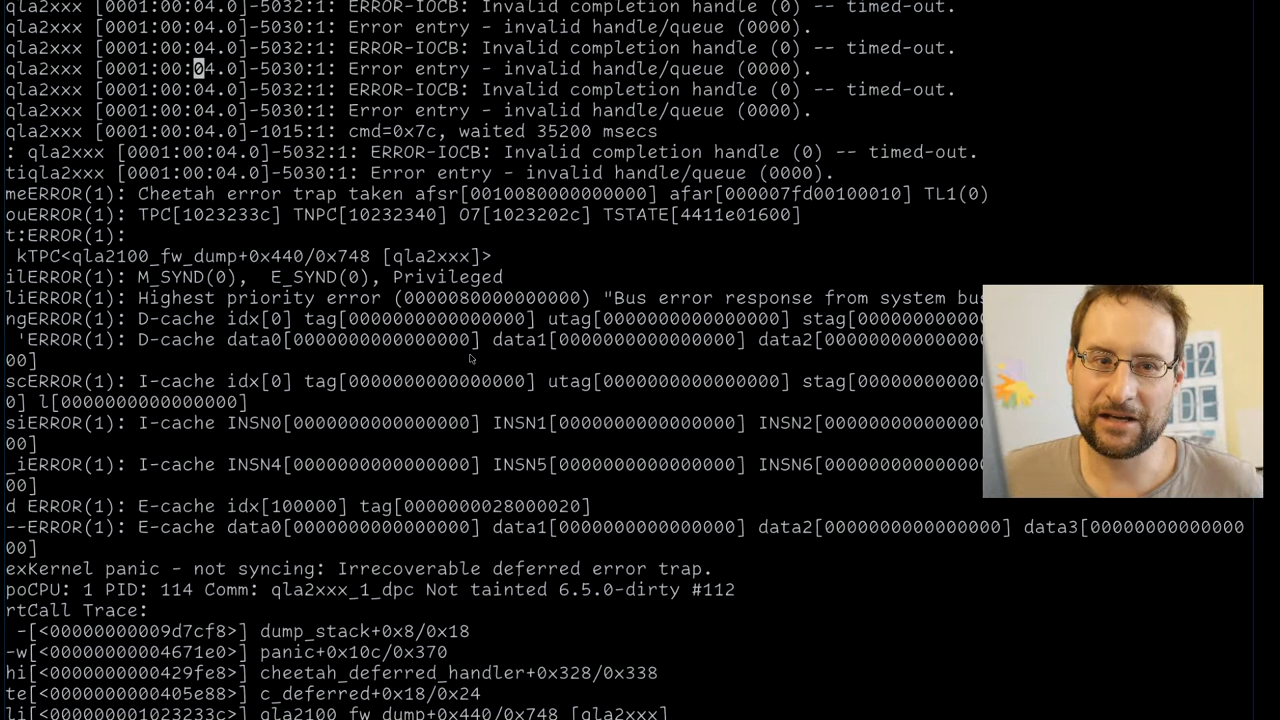 qla2xxx [0001:00:04.0]-5032:1: ERROR-IOCB: Invalid completion handle (0) -- timed-out.
qla2xxx [0001:00:04.0]-5030:1: Error entry - invalid handle/queue (0000).
qla2xxx [0001:00:04.0]-5032:1: ERROR-IOCB: Invalid completion handle (0) -- timed-out.
qla2xxx [0001:00:04.0]-5030:1: Error entry - invalid handle/queue (0000).
qla2xxx [0001:00:04.0]-5032:1: ERROR-IOCB: Invalid completion handle (0) -- timed-out.
qla2xxx [0001:00:04.0]-5030:1: Error entry - invalid handle/queue (0000).
qla2xxx [0001:00:04.0]-1015:1: cmd=0x7c, waited 35200 msecs
: qla2xxx [0001:00:04.0]-5032:1: ERROR-IOCB: Invalid completion handle (0) -- timed-out.
tiqla2xxx [0001:00:04.0]-5030:1: Error entry - invalid handle/queue (0000).
meERROR(1): Cheetah error trap taken afsr[0010080000000000] afar[000007fd00100010] TL1(0)
ouERROR(1): TPC[1023233c] TNPC[10232340] O7[1023202c] TSTATE[4411e01600]
t:ERROR(1):
kTPC<qla2100_fw_dump+0x440/0x748 [qla2xxx]>
ilERROR(1): M_SYND(0), E_SYND(0), Privileged
liERROR(1): Highest priority error (0000080000000000) "Bus error response from system bus
ngERROR(1): D-cache idx[0] tag[0000000000000000] utag[0000000000000000] stag[00000000
'ERROR(1): D-cache data0[0000000000000000] data1[0000000000000000] data2[0000000
00]
scERROR(1): I-cache idx[0] tag[0000000000000000] utag[0000000000000000] stag[00000000
0] l[0000000000000000]
siERROR(1): I-cache INSN0[0000000000000000] INSN1[0000000000000000] INSN2[0000000
00]
_iERROR(1): I-cache INSN4[0000000000000000] INSN5[0000000000000000] INSN6[0000000
00]
d ERROR(1): E-cache idx[100000] tag[0000000028000020]
--ERROR(1): E-cache data0[0000000000000000] data1[0000000000000000] data2[0000000000000000] data3[00000000000000
00]
exKernel panic - not syncing: Irrecoverable deferred error trap.
poCPU: 1 PID: 114 Comm: qla2xxx_1_dpc Not tainted 6.5.0-dirty #112
rtCall Trace:
-[<00000000009d7cf8>] dump_stack+0x8/0x18
-w[<00000000004671e0>] panic+0x10c/0x370
hi[<0000000000429fe8>] cheetah_deferred_handler+0x328/0x338
te[<0000000000405e88>] c_deferred+0x18/0x24
li[<000000001023233c>] qla2100_fw_dump+0x440/0x748 [qla2xxx]